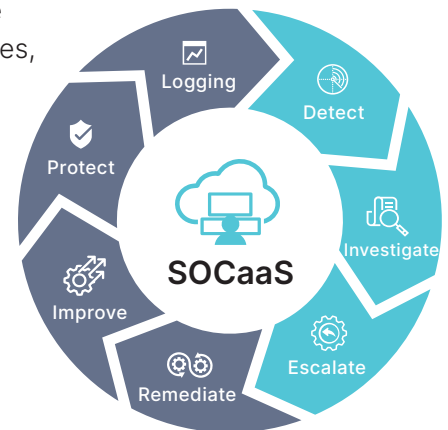 es,
Logging
Detect
Protect
Investigate
SOCaaS
Improve
Escalate
Remediate